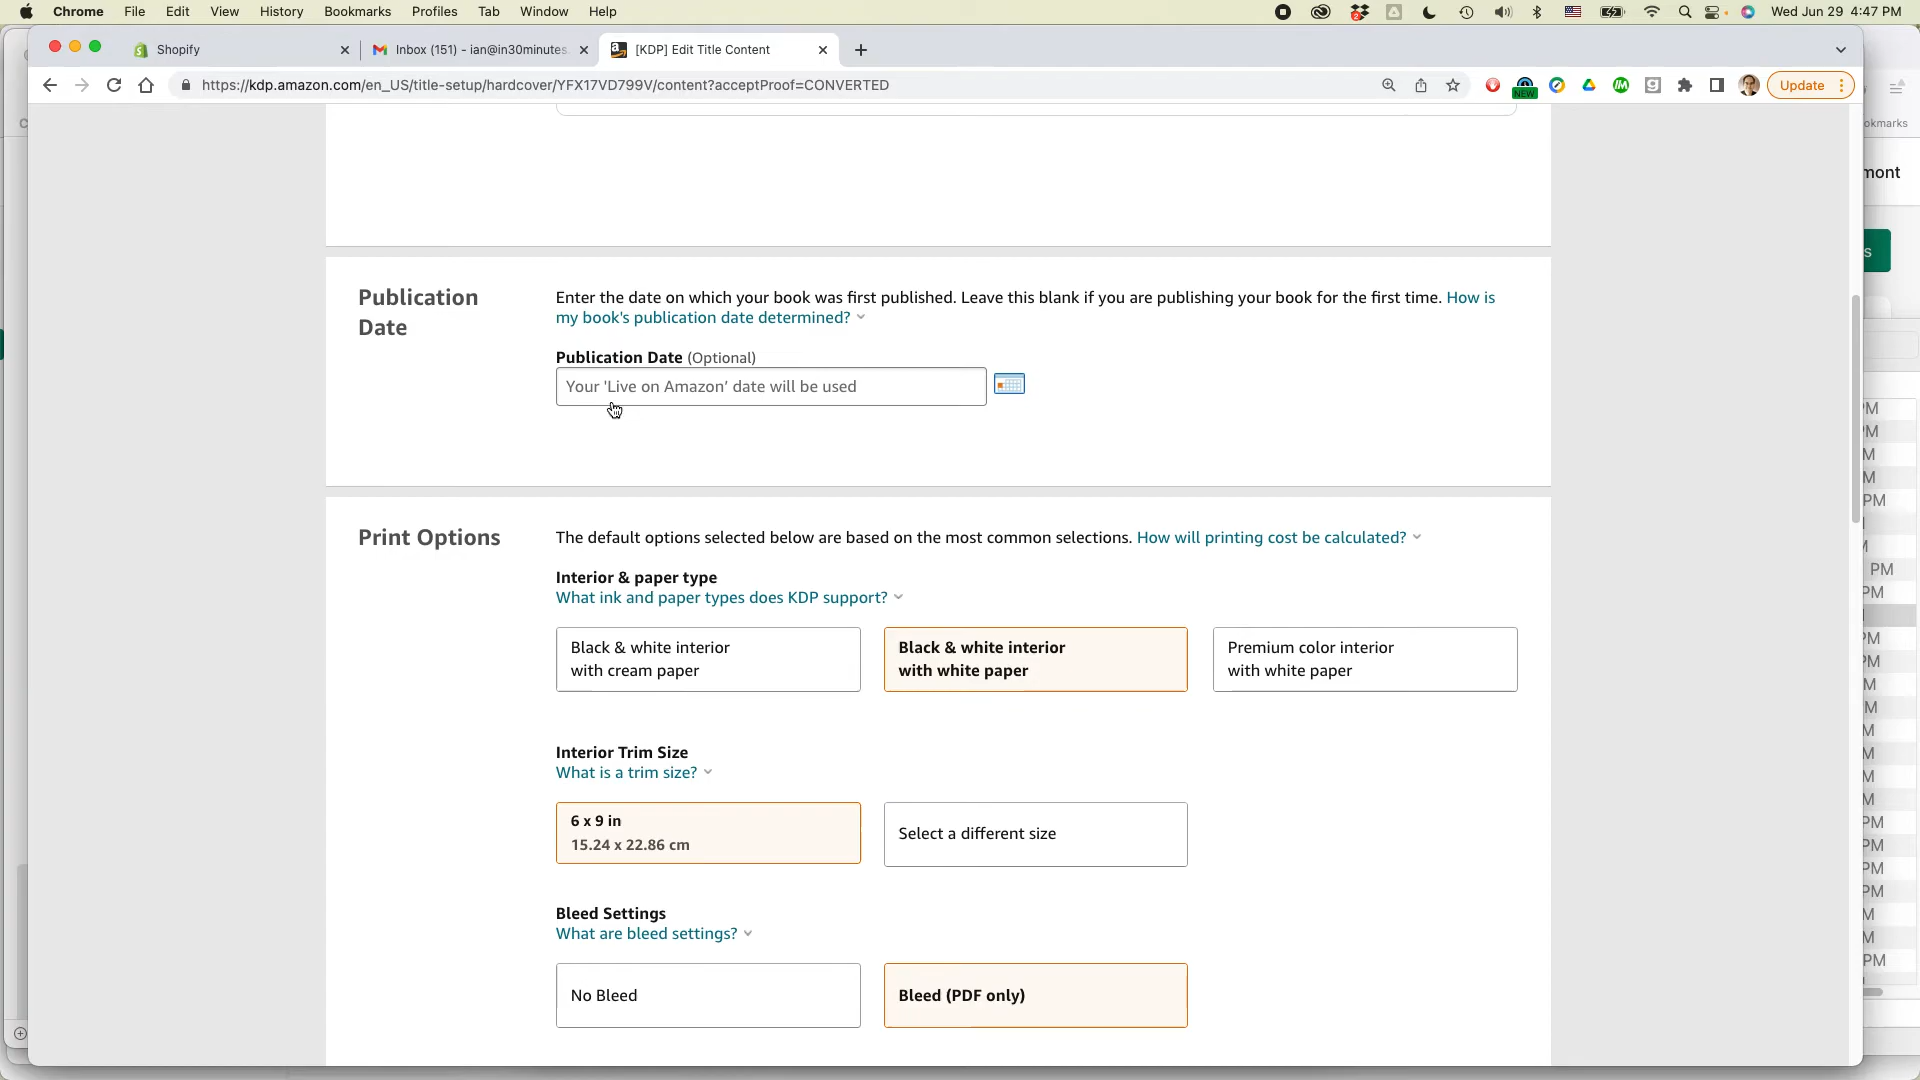 Chrome File Edit View History Bookmarks Profiles Tab Window Help Wed Jun 29 4:47 PM
Shopify Inbox (151) - ian@in30minutes. [KDP] Edit Title Content
https://kdp.amazon.com/en_US/title-setup/hardcover/YFX17VD799V/content?acceptProof=CONVERTED
NEW
Update
okmarks
mont
s
Publication
Date
Enter the date on which your book was first published. Leave this blank if you are publishing your book for the first time. How is
my book's publication date determined?
Publication Date (Optional)
Your 'Live on Amazon' date will be used
Print Options
The default options selected below are based on the most common selections. How will printing cost be calculated?
Interior & paper type
What ink and paper types does KDP support?
Black & white interior
with cream paper
Black & white interior
with white paper
Premium color interior
with white paper
Interior Trim Size
What is a trim size?
6 x 9 in
15.24 x 22.86 cm
Select a different size
Bleed Settings
What are bleed settings?
No Bleed
Bleed (PDF only)